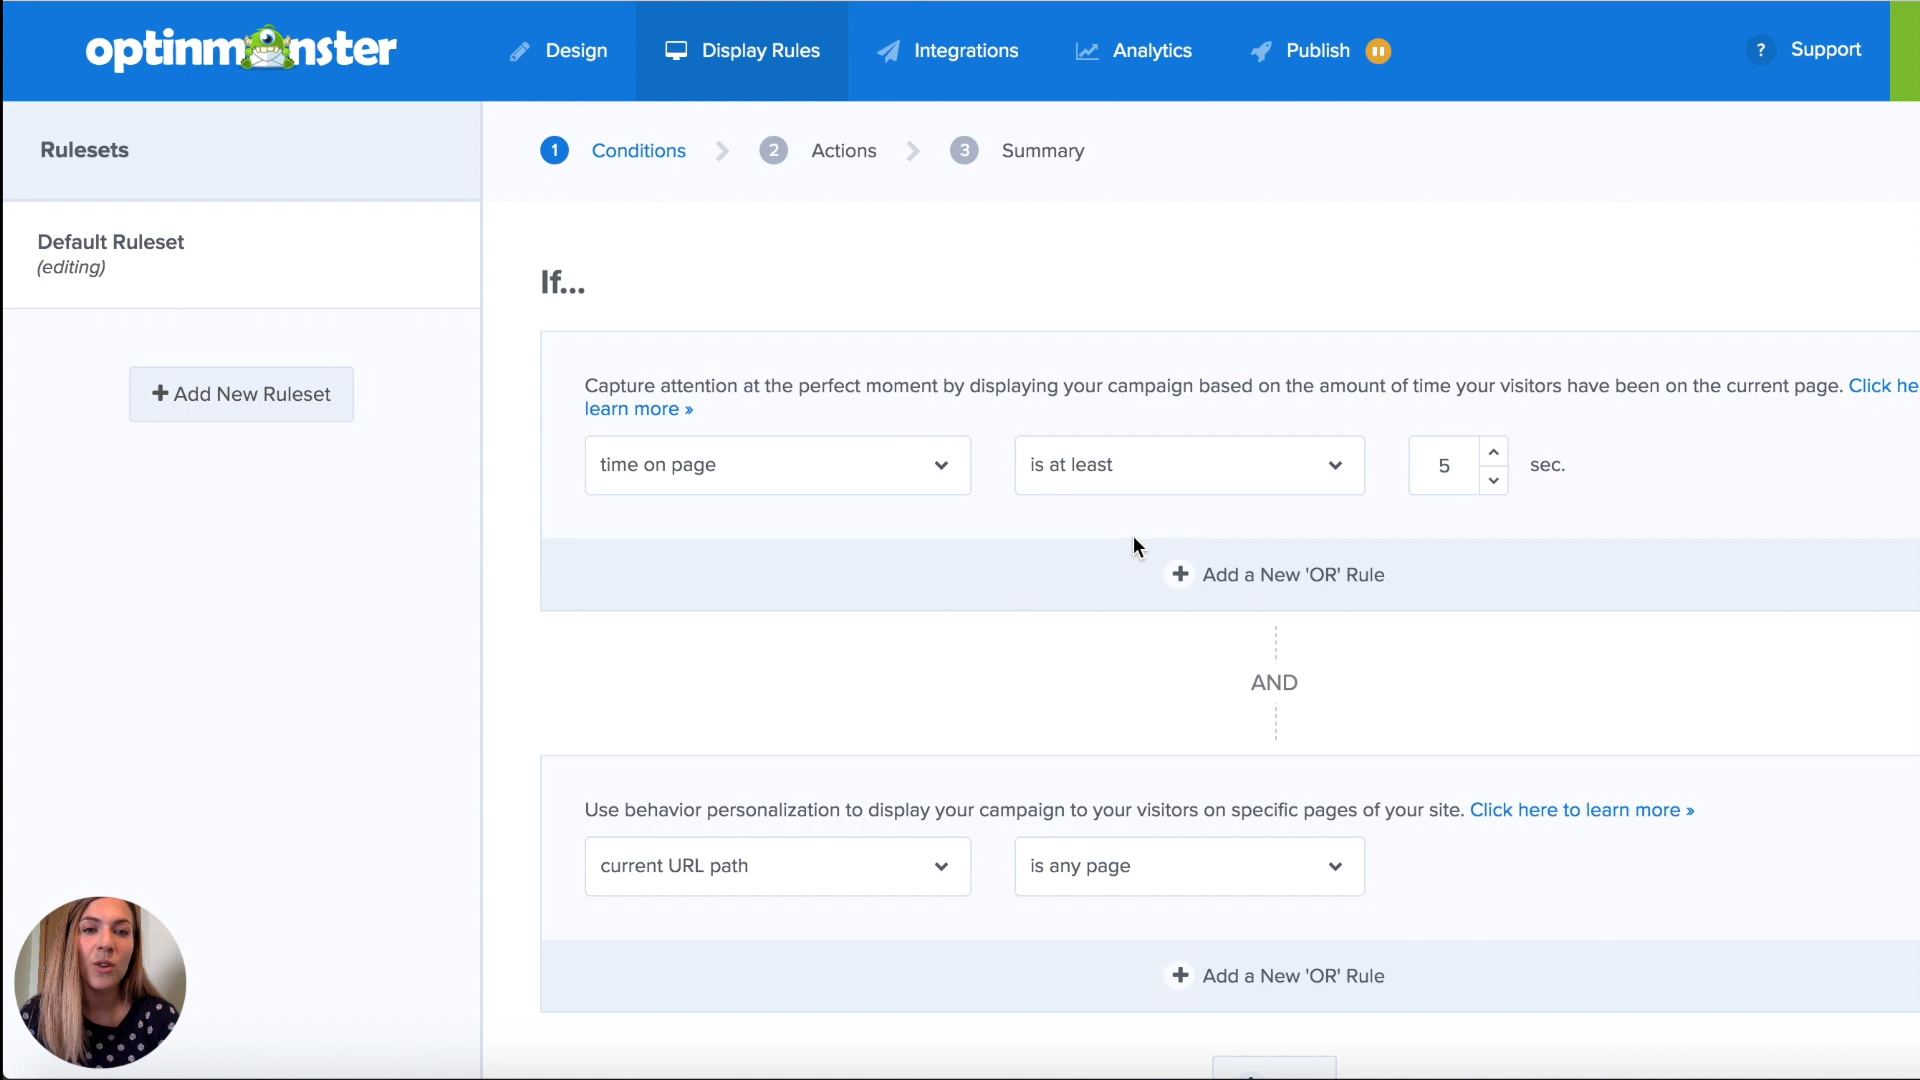 optinmonster
Design
Display Rules
Integrations
Analytics
Publish
? Support
Rulesets
1 Conditions
2 Actions
3 Summary
Default Ruleset
(editing)
+ Add New Ruleset
If...
Capture attention at the perfect moment by displaying your campaign based on the amount of time your visitors have been on the current page. Click he
learn more »
time on page
is at least
5
sec.
+ Add a New 'OR' Rule
AND
Use behavior personalization to display your campaign to your visitors on specific pages of your site. Click here to learn more »
current URL path
is any page
+ Add a New 'OR' Rule